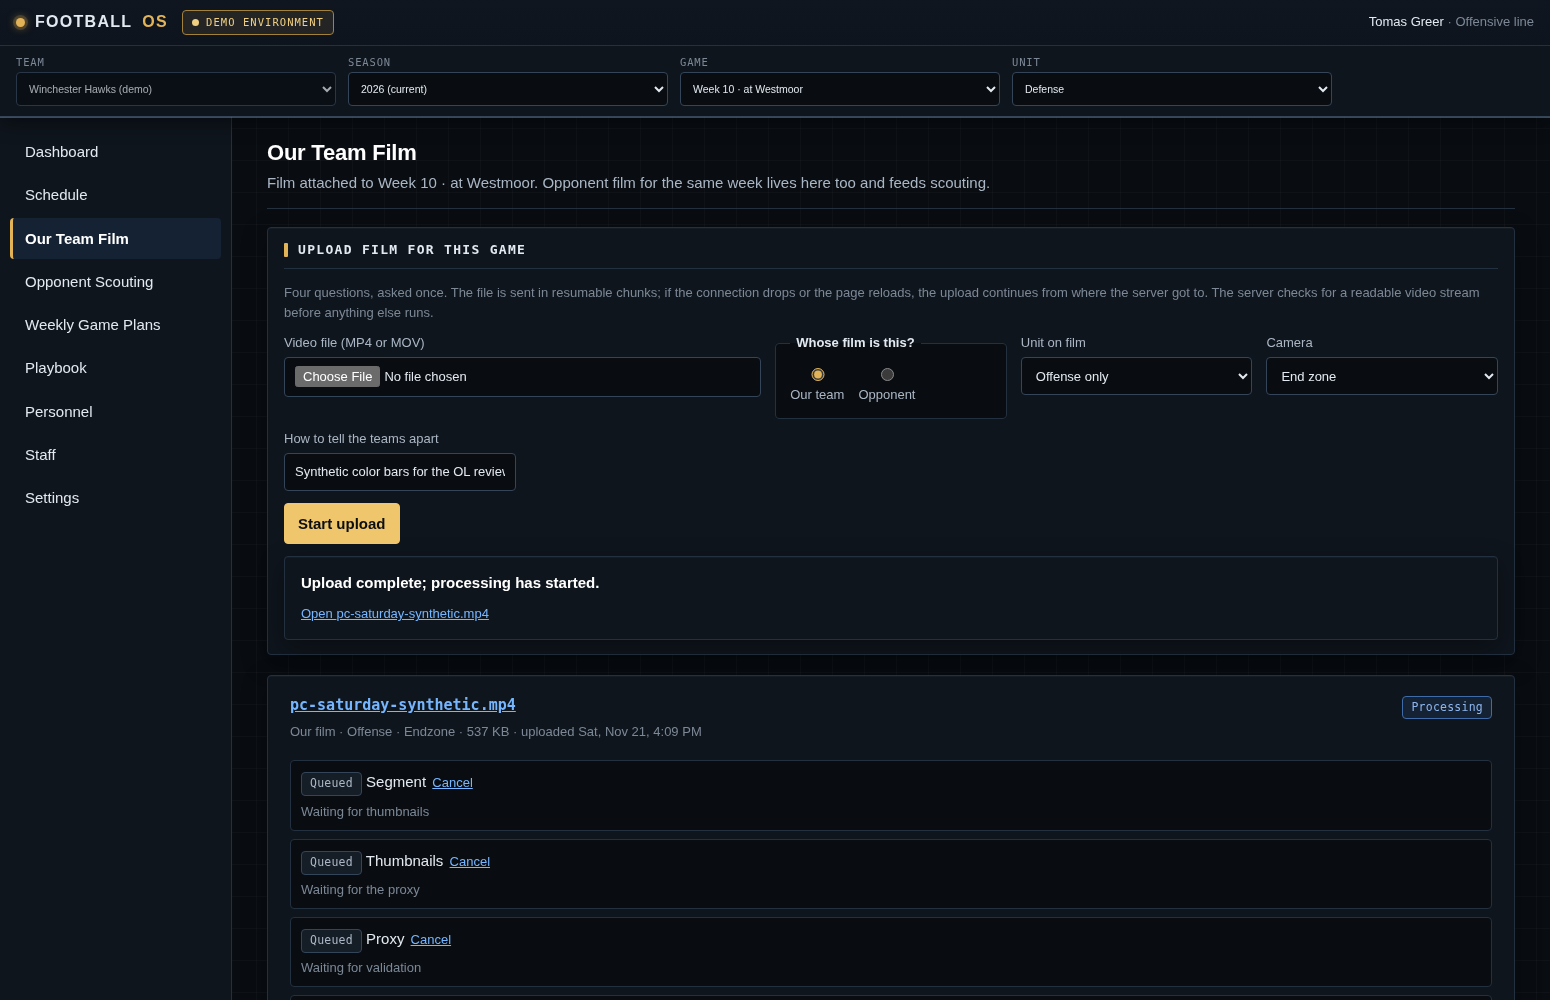 FOOTBALL OS
DEMO ENVIRONMENT
Tomas Greer · Offensive line
TEAM
SEASON
GAME
UNIT
Winchester Hawks (demo)
2026 (current)
Week 10 · at Westmoor
Defense
Dashboard
Schedule
Our Team Film
Opponent Scouting
Weekly Game Plans
Playbook
Personnel
Staff
Settings
Our Team Film
Film attached to Week 10 · at Westmoor. Opponent film for the same week lives here too and feeds scouting.
UPLOAD FILM FOR THIS GAME
Four questions, asked once. The file is sent in resumable chunks; if the connection drops or the page reloads, the upload continues from where the server got to. The server checks for a readable video stream
before anything else runs.
Video file (MP4 or MOV)
Choose File No file chosen
Whose film is this?
Our team
Opponent
Unit on film
Offense only
Camera
End zone
How to tell the teams apart
Synthetic color bars for the OL review
Start upload
Upload complete; processing has started.
Open pc-saturday-synthetic.mp4
pc-saturday-synthetic.mp4
Processing
Our film · Offense · Endzone · 537 KB · uploaded Sat, Nov 21, 4:09 PM
Queued Segment Cancel
Waiting for thumbnails
Queued Thumbnails Cancel
Waiting for the proxy
Queued Proxy Cancel
Waiting for validation